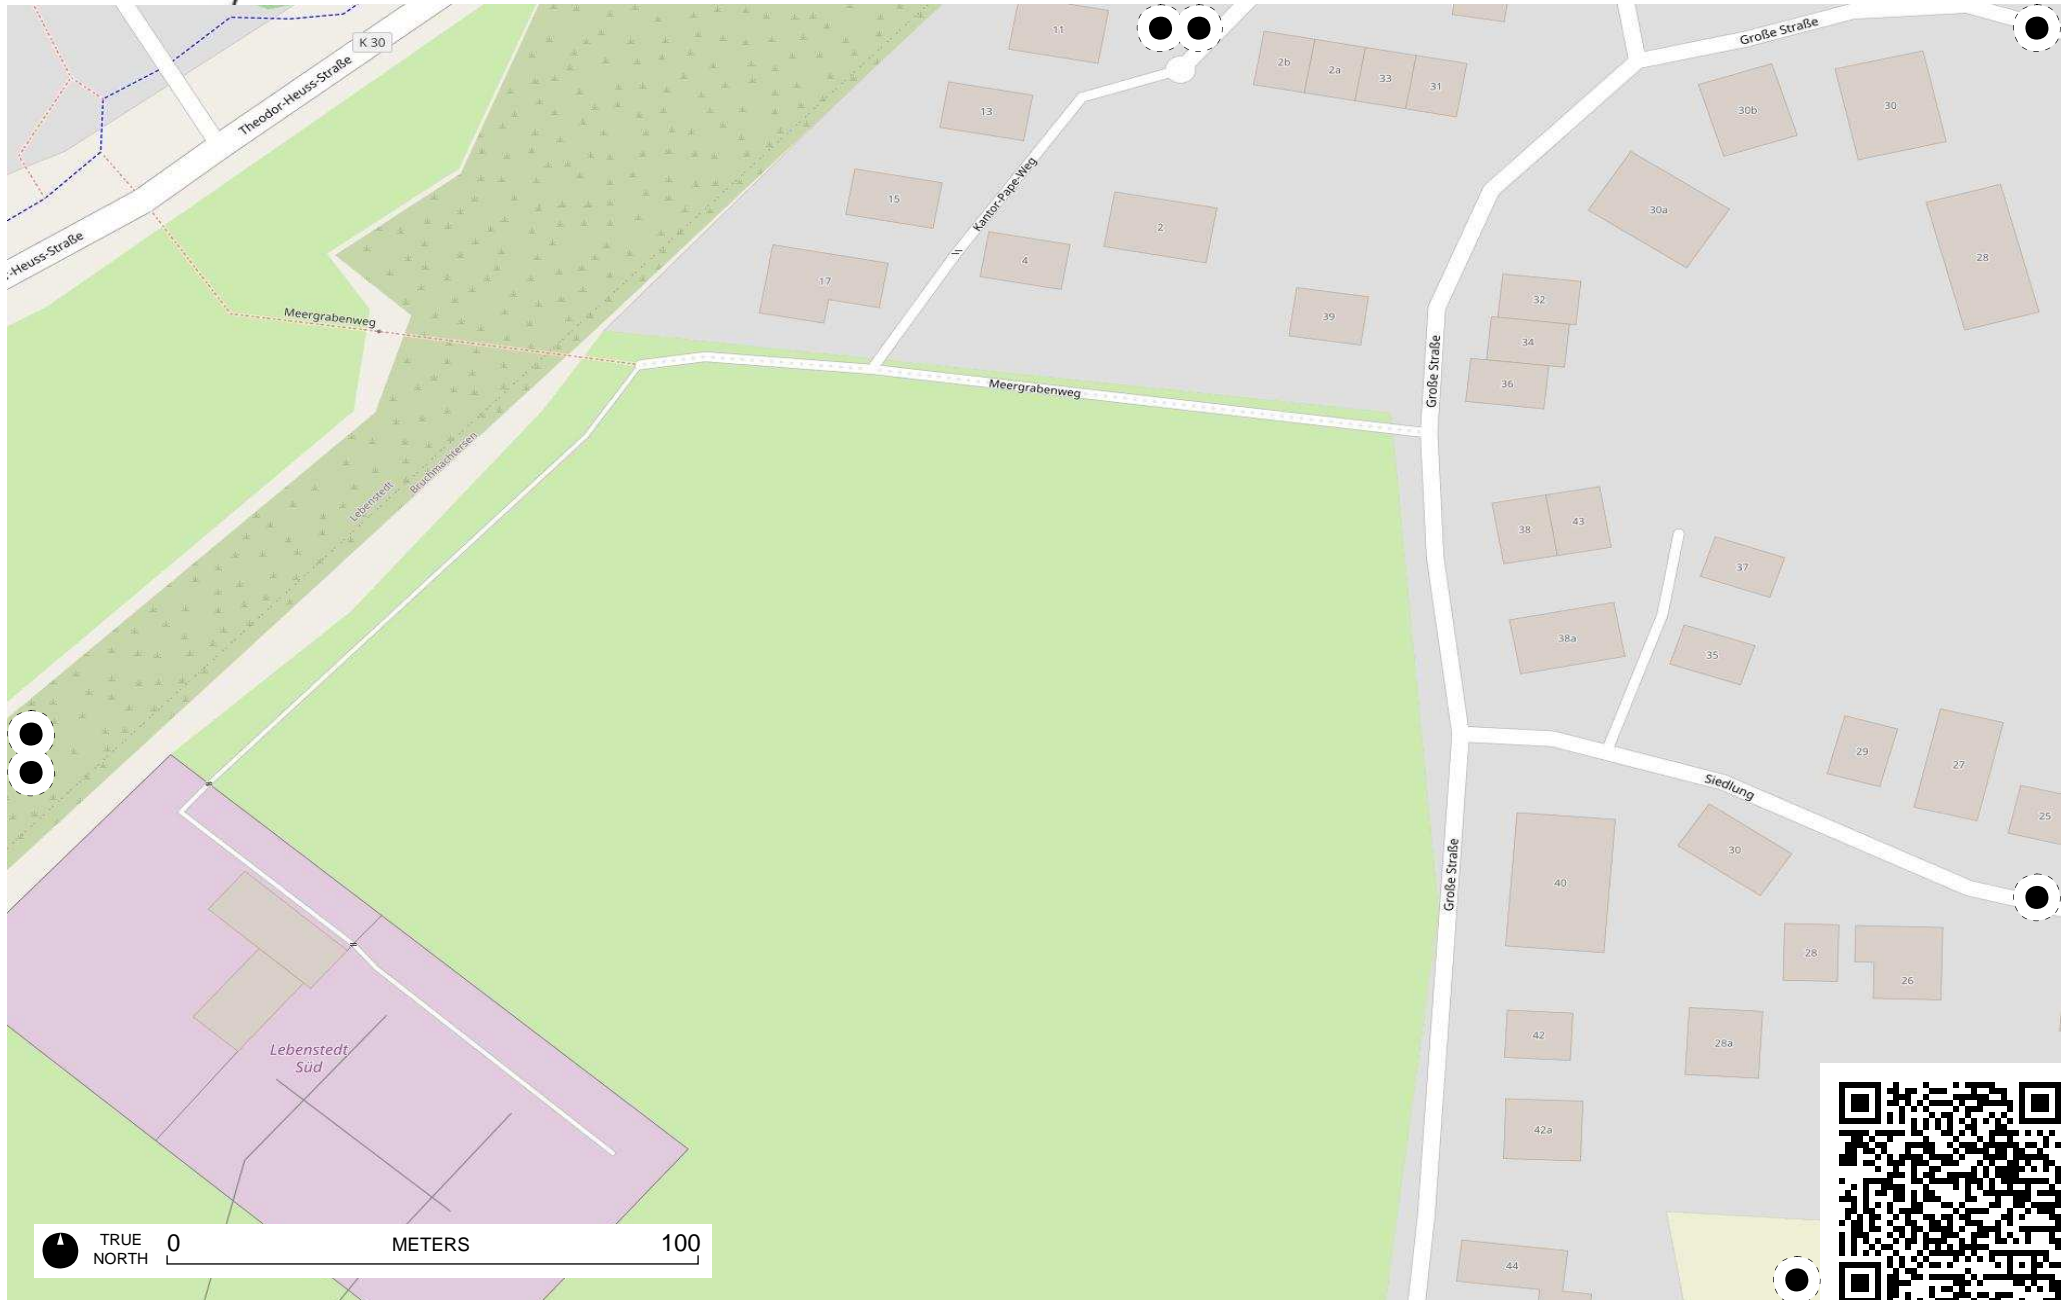 K 30
Theodor-Heuss-Straße
-Heuss-Straße
Meergrabenweg
Lebenstedt
Bruchmachtersen
11
13
15
17
Kantor-Pape-Weg
4
2
39
2b
2a
33
31
Große Straße
30b
30
30a
28
32
34
36
Große Straße
Meergrabenweg
38
43
37
38a
35
29
27
25
Siedlung
30
40
Große Straße
28
26
42
28a
42a
44
Lebenstedt
Süd
TRUE
NORTH
0
METERS
100